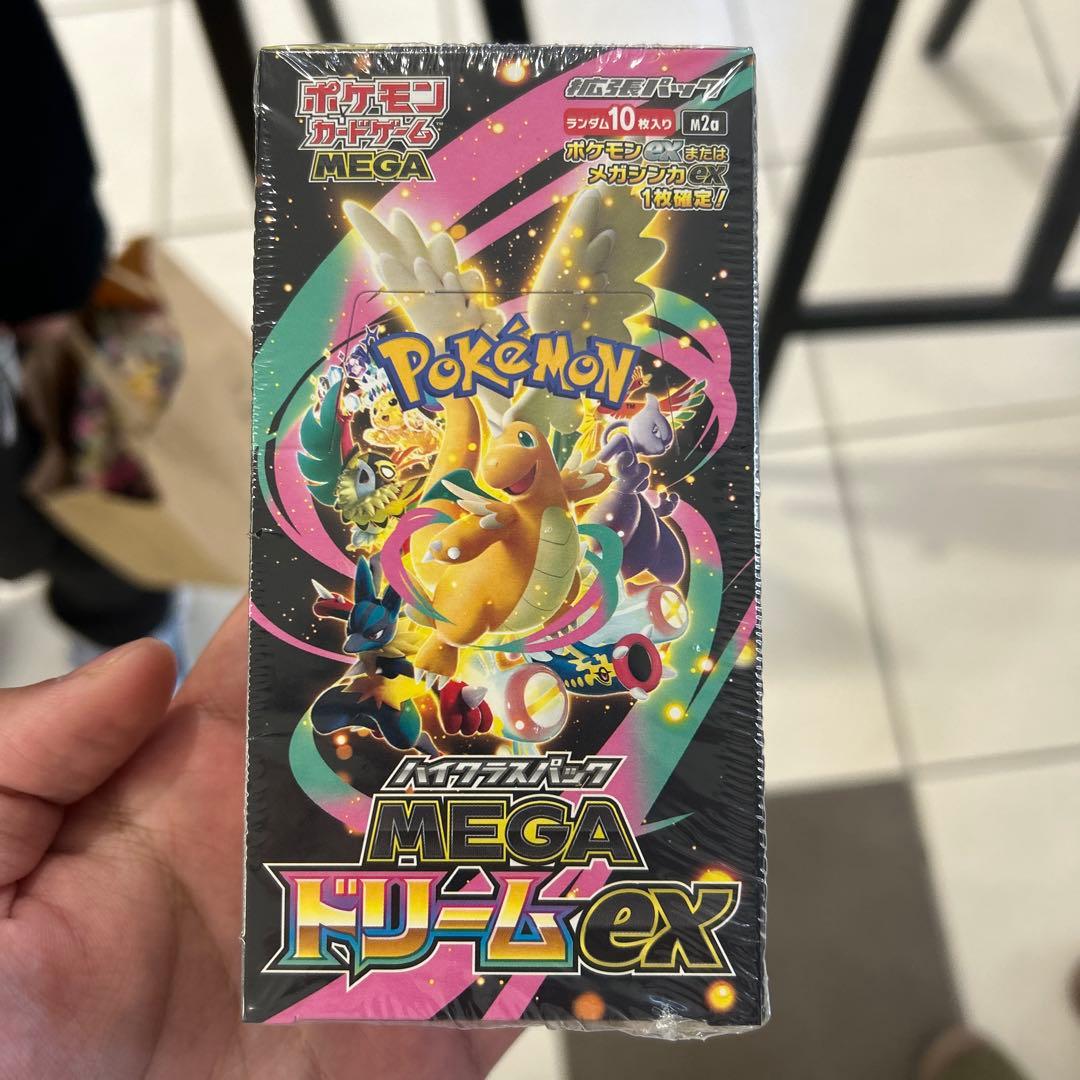 ポケモン
カードゲーム
MEGA
拡張パック
ランダム10枚入り M2a
ポケモンexまたは
メガシンカex
1枚確定!
POKéMON
ハイクラスパック
MEGA
ドリームex